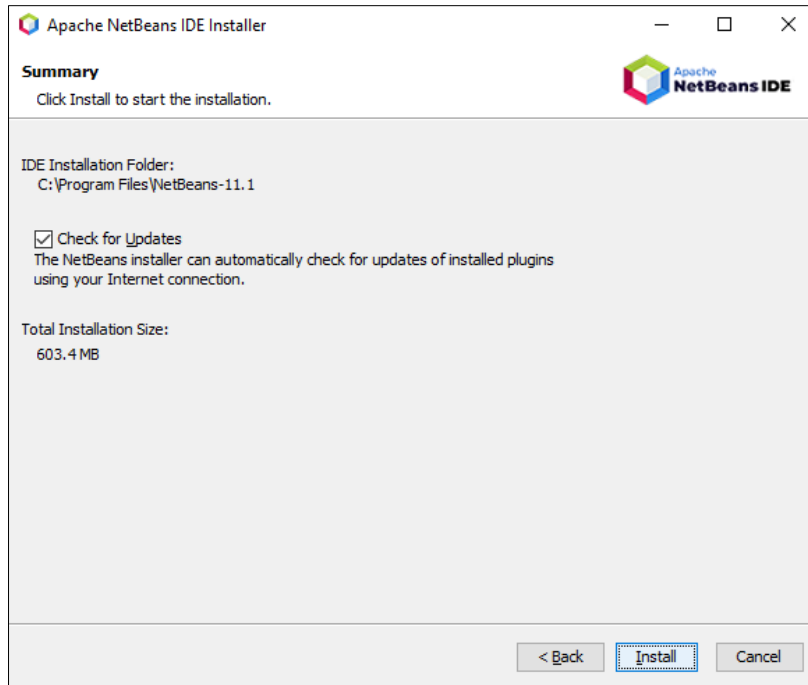 Apache NetBeans IDE Installer
Summary
Click Install to start the installation.
Apache
NetBeans IDE
IDE Installation Folder:
C:\Program Files\NetBeans-11.1
Check for Updates
The NetBeans installer can automatically check for updates of installed plugins
using your Internet connection.
Total Installation Size:
603.4 MB
< Back Install Cancel